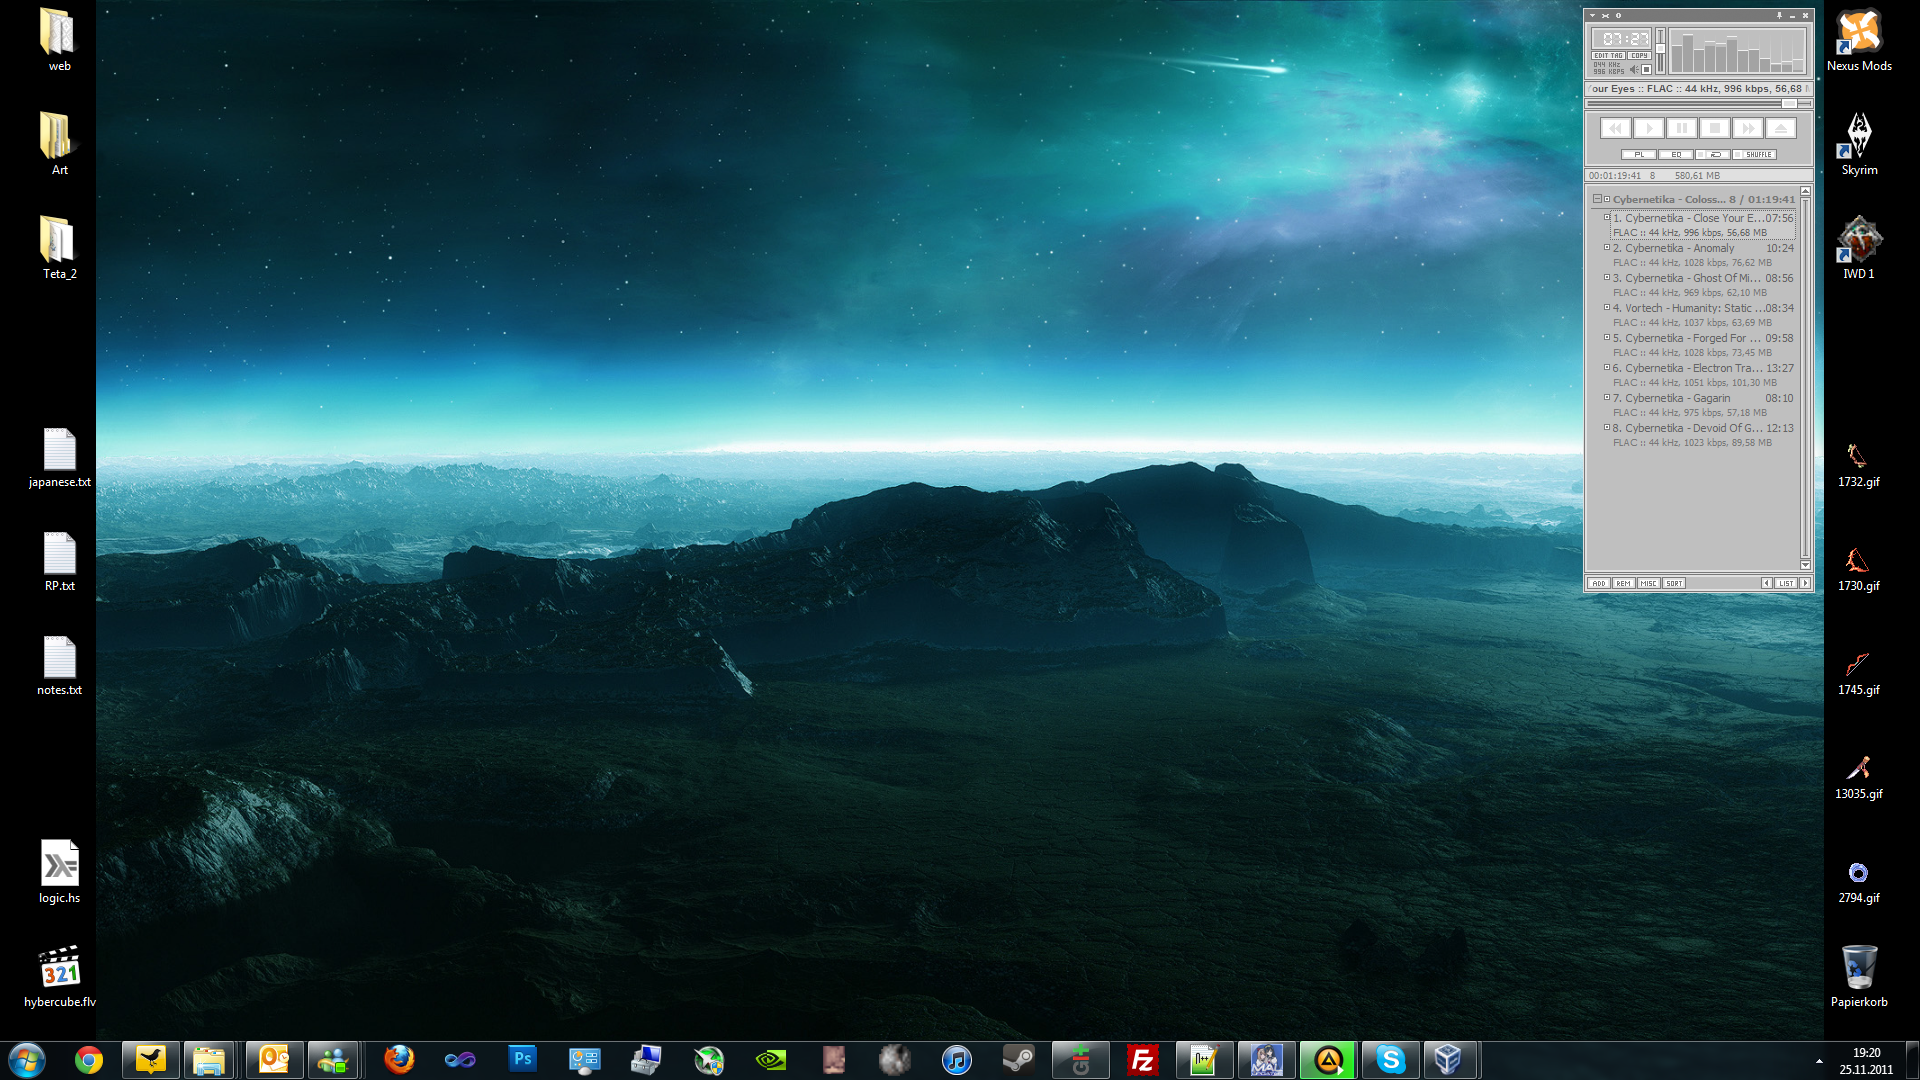 web
Art
Teta_2
japanese.txt
RP.txt
notes.txt
logic.hs
321
hybercube.flv
07:27
EDIT TAG COPY
044 KHz
996 KBPS
our Eyes :: FLAC :: 44 kHz, 996 kbps, 56,68
PL EQ SHUFFLE
00:01:19:41 8 580,61 MB
Cybernetika - Coloss... 8 / 01:19:41
1. Cybernetika - Close Your E...07:56
FLAC :: 44 kHz, 996 kbps, 56,68 MB
2. Cybernetika - Anomaly 10:24
FLAC :: 44 kHz, 1028 kbps, 76,62 MB
3. Cybernetika - Ghost Of Mi... 08:56
FLAC :: 44 kHz, 969 kbps, 62,10 MB
4. Vortech - Humanity: Static ...08:34
FLAC :: 44 kHz, 1037 kbps, 63,69 MB
5. Cybernetika - Forged For ... 09:58
FLAC :: 44 kHz, 1028 kbps, 73,45 MB
6. Cybernetika - Electron Tra... 13:27
FLAC :: 44 kHz, 1051 kbps, 101,30 MB
7. Cybernetika - Gagarin 08:10
FLAC :: 44 kHz, 975 kbps, 57,18 MB
8. Cybernetika - Devoid Of G... 12:13
FLAC :: 44 kHz, 1023 kbps, 89,58 MB
ADD REM MISC SORT LIST
Nexus Mods
Skyrim
IWD 1
1732.gif
1730.gif
1745.gif
13035.gif
2794.gif
Papierkorb
Ps
Git
Fz
19:20
25.11.2011